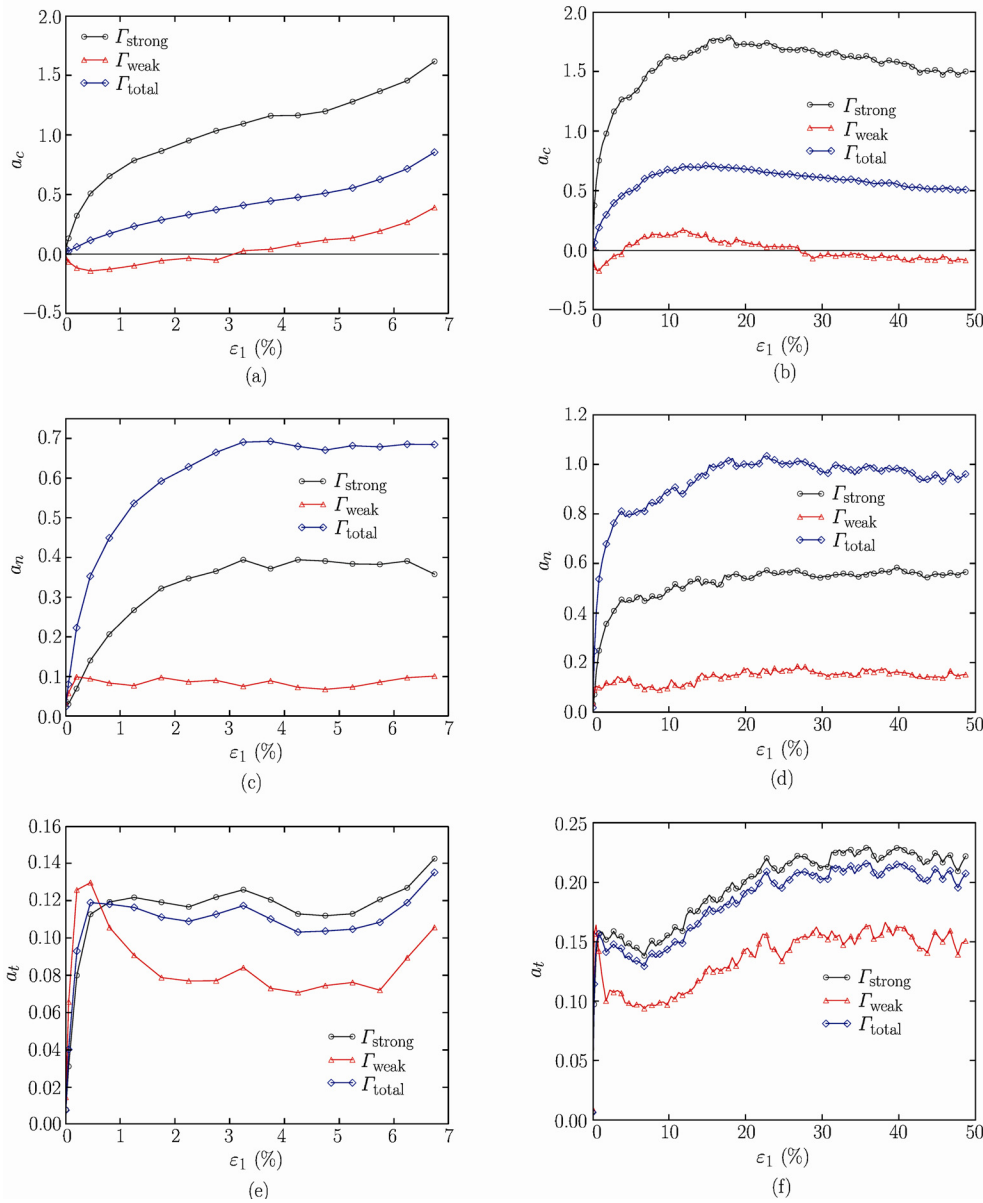 2.0
1.5
1.0
0.5
0.0
−0.5
a_c
Γ_strong
Γ_weak
Γ_total
0 1 2 3 4 5 6 7
ε_1 (%)
(a)
2.0
1.5
1.0
0.5
0.0
−0.5
a_c
Γ_strong
Γ_weak
Γ_total
0 10 20 30 40 50
ε_1 (%)
(b)
0.7
0.6
0.5
0.4
0.3
0.2
0.1
0.0
a_n
Γ_strong
Γ_weak
Γ_total
0 1 2 3 4 5 6 7
ε_1 (%)
(c)
1.2
1.0
0.8
0.6
0.4
0.2
0.0
a_n
Γ_strong
Γ_weak
Γ_total
0 10 20 30 40 50
ε_1 (%)
(d)
0.16
0.14
0.12
0.10
0.08
0.06
0.04
0.02
0.00
a_t
Γ_strong
Γ_weak
Γ_total
0 1 2 3 4 5 6 7
ε_1 (%)
(e)
0.25
0.20
0.15
0.10
0.05
0.00
a_t
Γ_strong
Γ_weak
Γ_total
0 10 20 30 40 50
ε_1 (%)
(f)